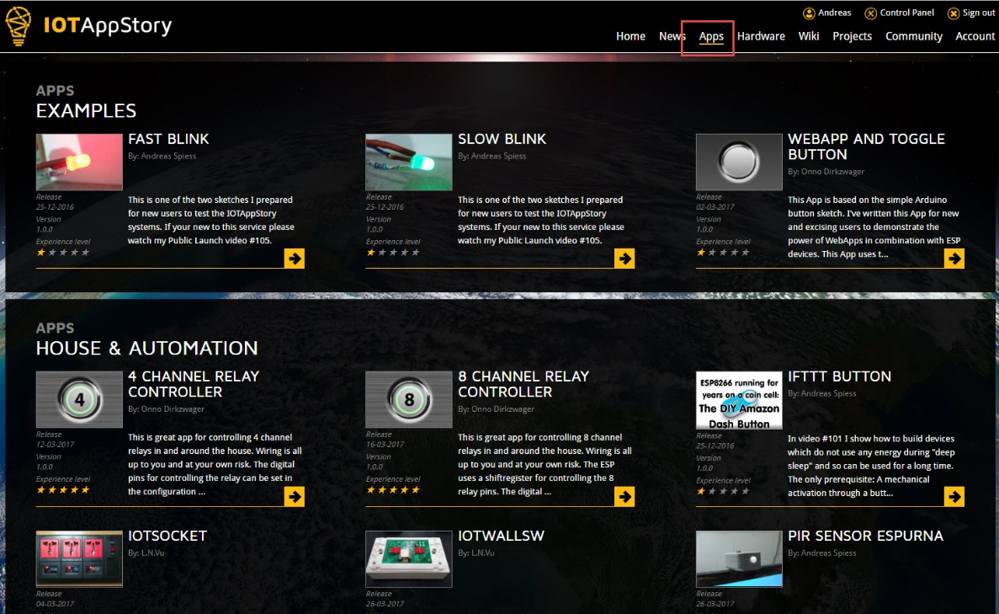 IOTAppStory
Andreas
Control Panel
Sign out
Home
News
Apps
Hardware
Wiki
Projects
Community
Account
APPS
EXAMPLES
FAST BLINK
By: Andreas Spiess
Release
25-12-2016
Version
1.0.0
Experience level
This is one of the two sketches I prepared
for new users to test the IOTAppStory
systems. If your new to this service please
watch my Public Launch video #105.
SLOW BLINK
By: Andreas Spiess
Release
25-12-2016
Version
1.0.0
Experience level
This is one of the two sketches I prepared
for new users to test the IOTAppStory
systems. If your new to this service please
watch my Public Launch video #105.
WEBAPP AND TOGGLE
BUTTON
By: Onno Dirkzwager
Release
02-03-2017
Version
1.0.0
Experience level
This App is based on the simple Arduino
button sketch. I've written this App for new
and excising users to demonstrate the
power of WebApps in combination with ESP
devices. This App uses t...
APPS
HOUSE & AUTOMATION
4
4 CHANNEL RELAY
CONTROLLER
By: Onno Dirkzwager
Release
12-03-2017
Version
1.0.0
Experience level
This is great app for controlling 4 channel
relays in and around the house. Wiring is all
up to you and at your own risk. The digital
pins for controlling the relay can be set in
the configuration ...
8
8 CHANNEL RELAY
CONTROLLER
By: Onno Dirkzwager
Release
16-03-2017
Version
1.0.0
Experience level
This is great app for controlling 8 channel
relays in and around the house. Wiring is all
up to you and at your own risk. The ESP
uses a shiftregister for controlling the 8
relay pins. The digital ...
ESP8266 running for
years on a coin cell:
The DIY Amazon
Dash Button
IFTTT BUTTON
By: Andreas Spiess
Release
25-12-2016
Version
1.0.0
Experience level
In video #101 I show how to build devices
which do not use any energy during "deep
sleep" and so can be used for a long time.
The only prerequisite: A mechanical
activation through a butt...
IOTSOCKET
By: L.N.Vu
Release
04-03-2017
IOTWALLSW
By: L.N.Vu
Release
26-03-2017
PIR SENSOR ESPURNA
By: Andreas Spiess
Release
26-03-2017